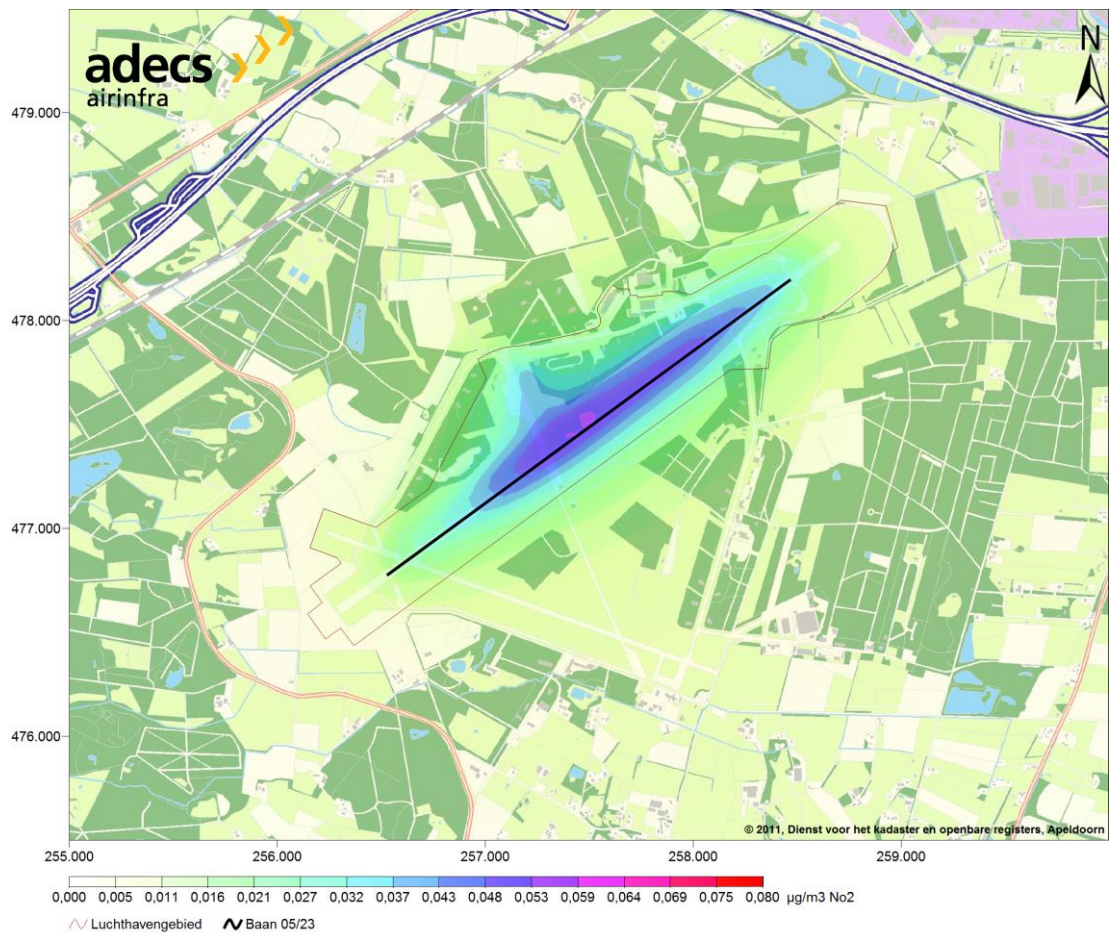 adecs
airinfra
N
479.000
478.000
477.000
476.000
© 2011, Dienst voor het kadaster en openbare registers, Apeldoorn
255.000 256.000 257.000 258.000 259.000
0,000 0,005 0,011 0,016 0,021 0,027 0,032 0,037 0,043 0,048 0,053 0,059 0,064 0,069 0,075 0,080 µg/m3 No2
Luchthavengebied Baan 05/23